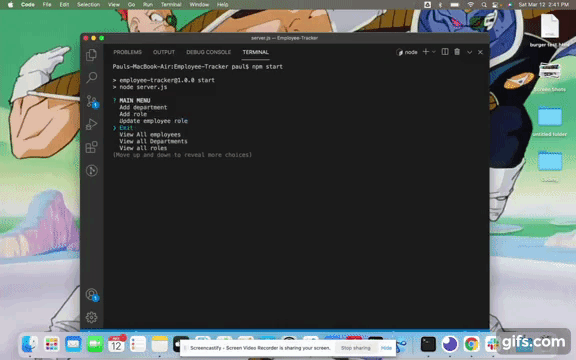 Code File Edit Selection View Go Run Terminal Window Help
Sat Mar 12 2:41 PM
server.js — Employee-Tracker
PROBLEMS OUTPUT DEBUG CONSOLE TERMINAL
node
Pauls-MacBook-Air:Employee-Tracker paul$ npm start
> employee-tracker@1.0.0 start
> node server.js
? MAIN MENU
Add department
Add role
Update employee role
❯ Exit
View All employees
View all Departments
View all roles
(Move up and down to reveal more choices)
burger test.html
Screen Shots
untitled folder
Screencastify - Screen Video Recorder is sharing your screen.
Stop sharing
Hide
MAR
12
gifs.com